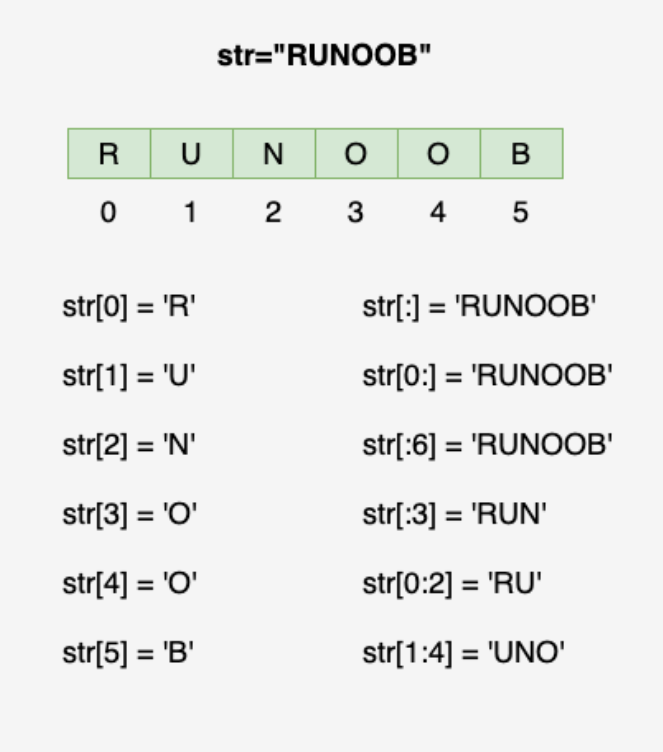 str="RUNOOB"
R U N O O B
0 1 2 3 4 5
str[0] = 'R' str[:] = 'RUNOOB'
str[1] = 'U' str[0:] = 'RUNOOB'
str[2] = 'N' str[:6] = 'RUNOOB'
str[3] = 'O' str[:3] = 'RUN'
str[4] = 'O' str[0:2] = 'RU'
str[5] = 'B' str[1:4] = 'UNO'